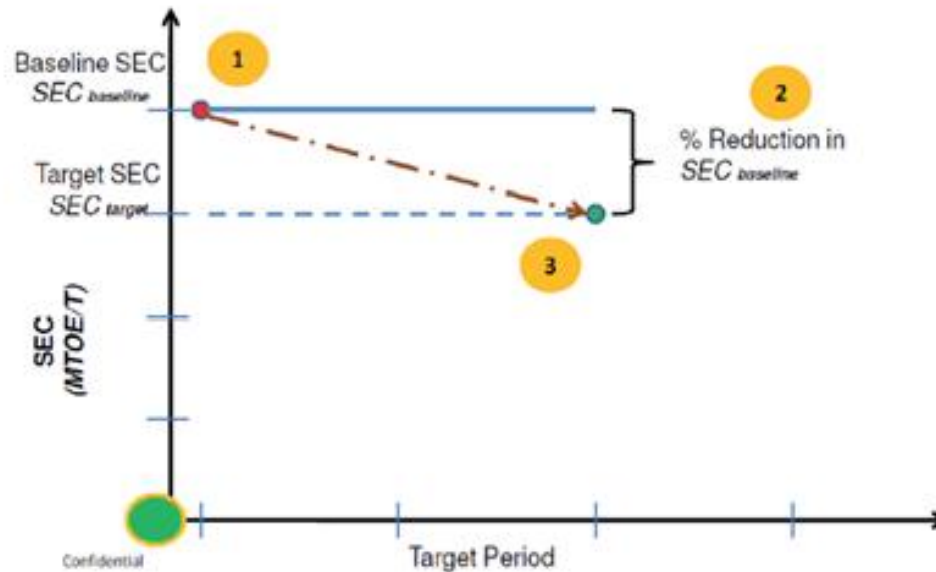 1
Baseline SEC
SEC baseline
2
% Reduction in
SEC baseline
Target SEC
SEC target
3
SEC
(MTOE/T)
Confidential
Target Period